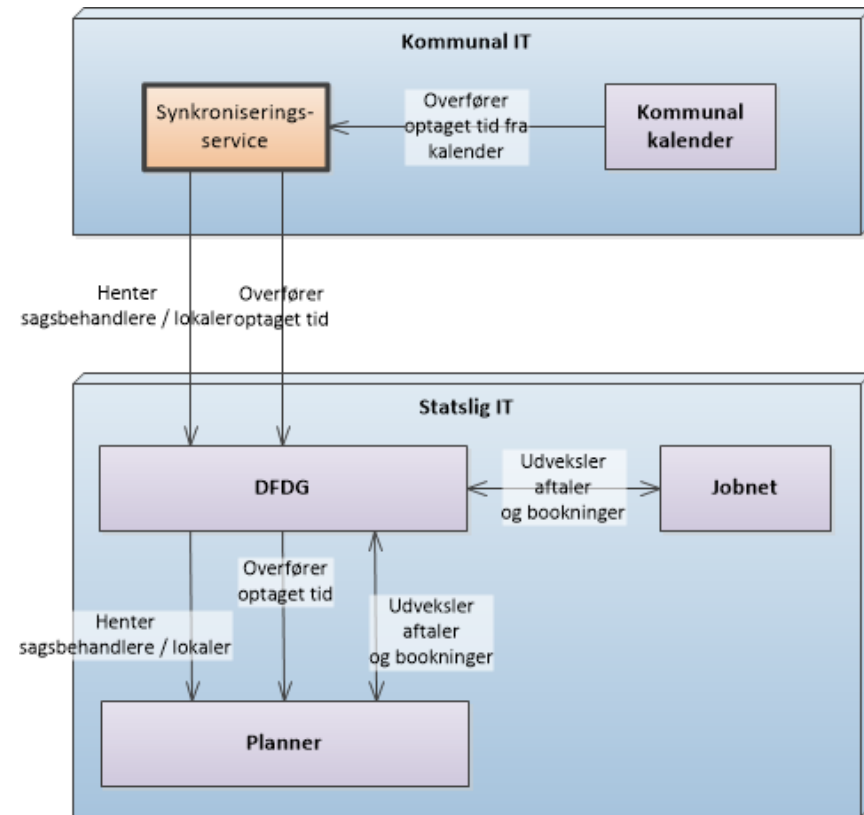 Kommunal IT
Synkroniserings-
service
Overfører
optaget tid fra
kalender
Kommunal
kalender
Henter
sagsbehandlere / lokaler
Overfører
optaget tid
Statslig IT
DFDG
Udveksler
aftaler
og bookninger
Jobnet
Henter
sagsbehandlere / lokaler
Overfører
optaget tid
Udveksler
aftaler
og bookninger
Planner